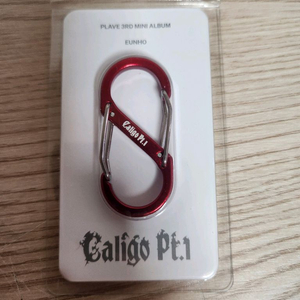 PLAVE 3RD MINI ALBUM
EUNHO
Caligo Pt.1
Caligo Pt.1